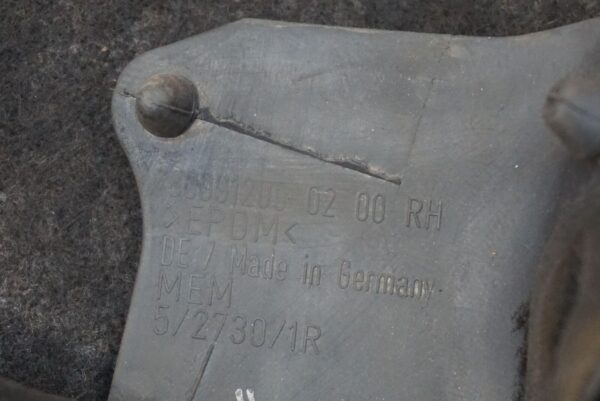 02 00 RH
>EPDM<
DE / Made in Germany
MEM
5/2730/1R